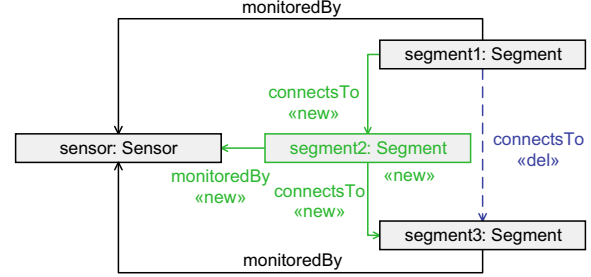 monitoredBy
segment1: Segment
connectsTo
«new»
connectsTo
«del»
sensor: Sensor
segment2: Segment
monitoredBy
«new»
connectsTo
«new»
«new»
segment3: Segment
monitoredBy